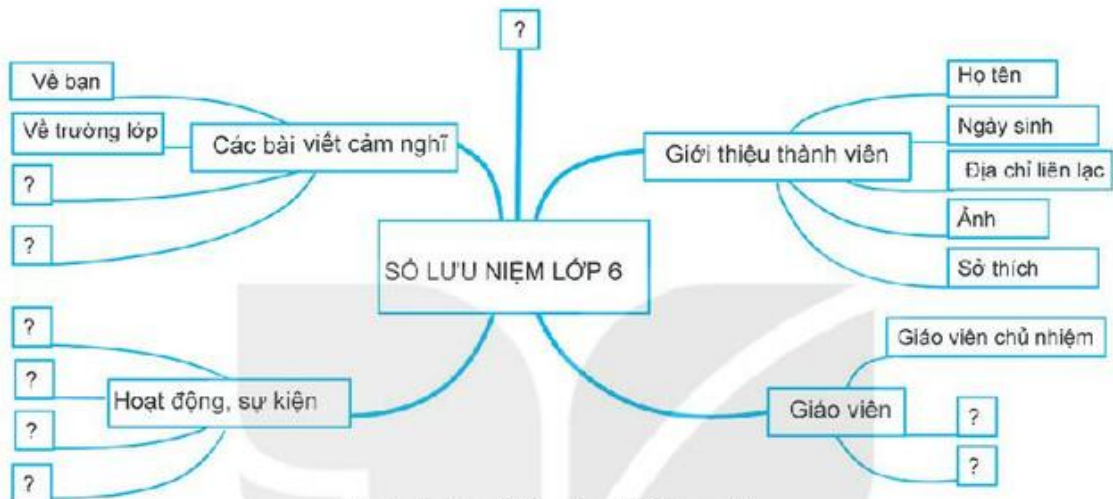 ?
Về bạn
Về trường lớp
?
?
Các bài viết cảm nghĩ
Giới thiệu thành viên
Họ tên
Ngày sinh
Địa chỉ liên lạc
Ảnh
Sở thích
SỔ LƯU NIỆM LỚP 6
?
?
?
?
Hoạt động, sự kiện
Giáo viên
Giáo viên chủ nhiệm
?
?